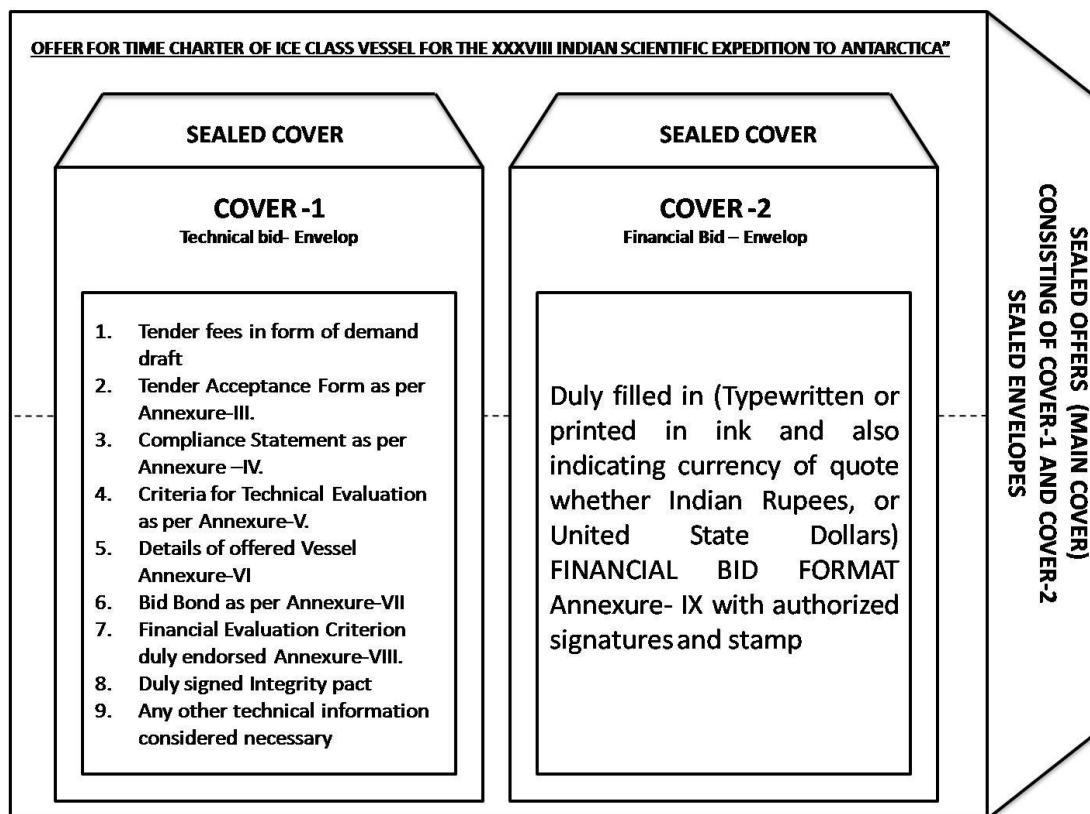 OFFER FOR TIME CHARTER OF ICE CLASS VESSEL FOR THE XXXVIII INDIAN SCIENTIFIC EXPEDITION TO ANTARCTICA”
SEALED COVER
COVER -1
Technical bid- Envelop
1. Tender fees in form of demand
draft
2. Tender Acceptance Form as per
Annexure-III.
3. Compliance Statement as per
Annexure –IV.
4. Criteria for Technical Evaluation
as per Annexure-V.
5. Details of offered Vessel
Annexure-VI
6. Bid Bond as per Annexure-VII
7. Financial Evaluation Criterion
duly endorsed Annexure-VIII.
8. Duly signed Integrity pact
9. Any other technical information
considered necessary
SEALED COVER
COVER -2
Financial Bid – Envelop
Duly filled in (Typewritten or
printed in ink and also
indicating currency of quote
whether Indian Rupees, or
United State Dollars)
FINANCIAL BID FORMAT
Annexure- IX with authorized
signatures and stamp
SEALED OFFERS (MAIN COVER)
CONSISTING OF COVER-1 AND COVER-2
SEALED ENVELOPES